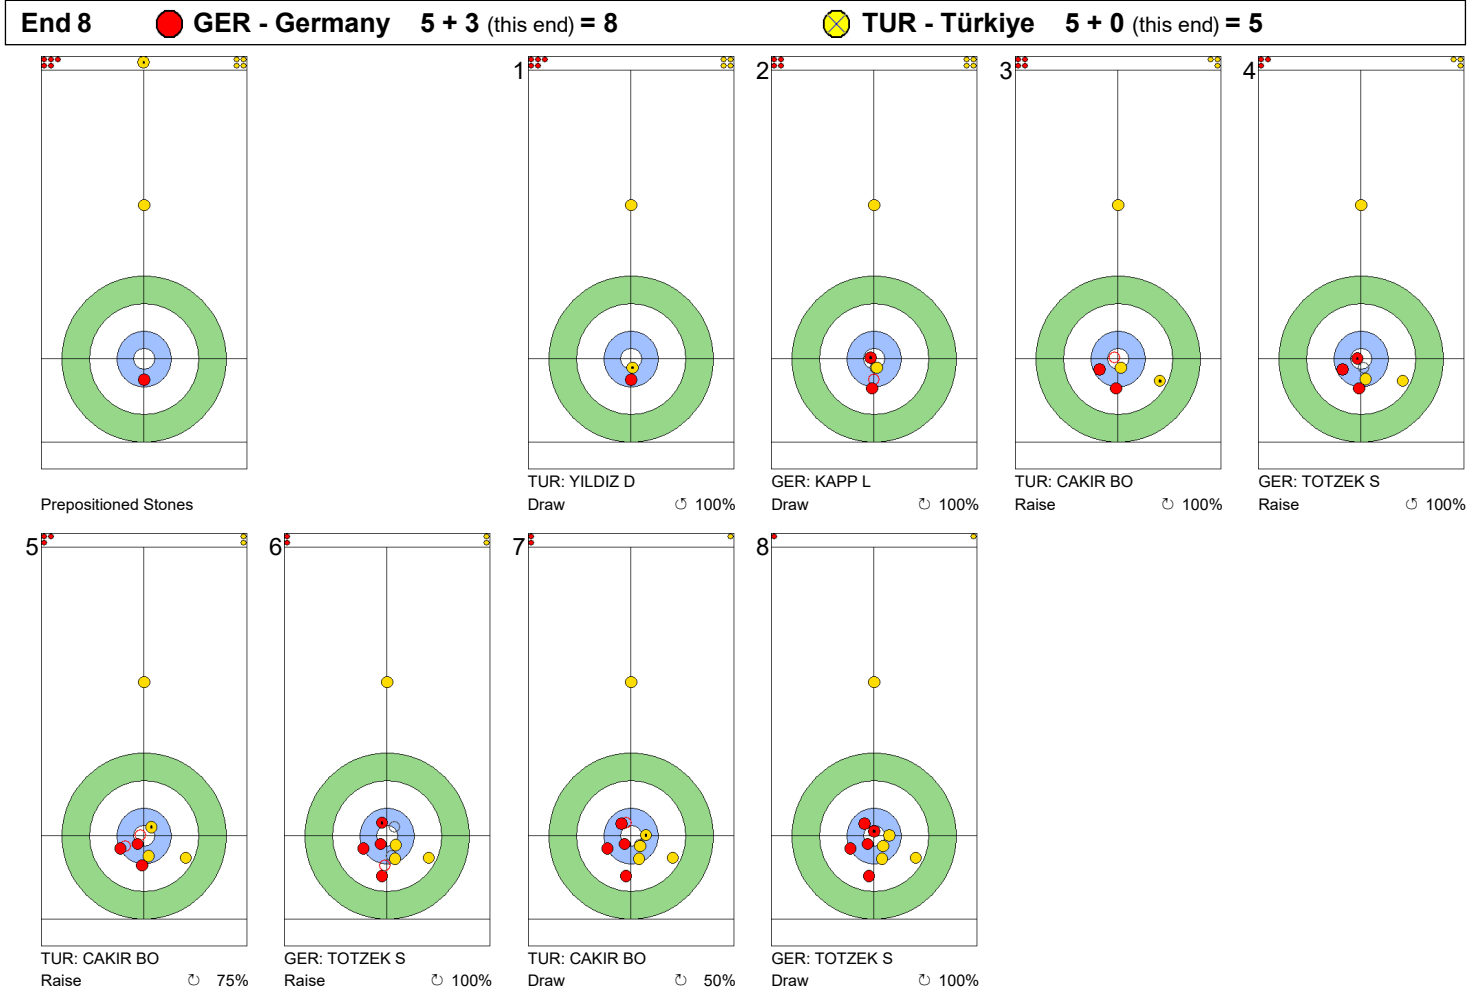 End 8 GER - Germany 5 + 3 (this end) = 8 TUR - Türkiye 5 + 0 (this end) = 5
1 2 3 4
TUR: YILDIZ D GER: KAPP L TUR: CAKIR BO GER: TOTZEK S
Prepositioned Stones Draw ↺ 100% Draw ↺ 100% Raise ↻ 100% Raise ↻ 100%
5 6 7 8
TUR: CAKIR BO GER: TOTZEK S TUR: CAKIR BO GER: TOTZEK S
Raise ↻ 75% Raise ↻ 100% Draw ↻ 50% Draw ↻ 100%